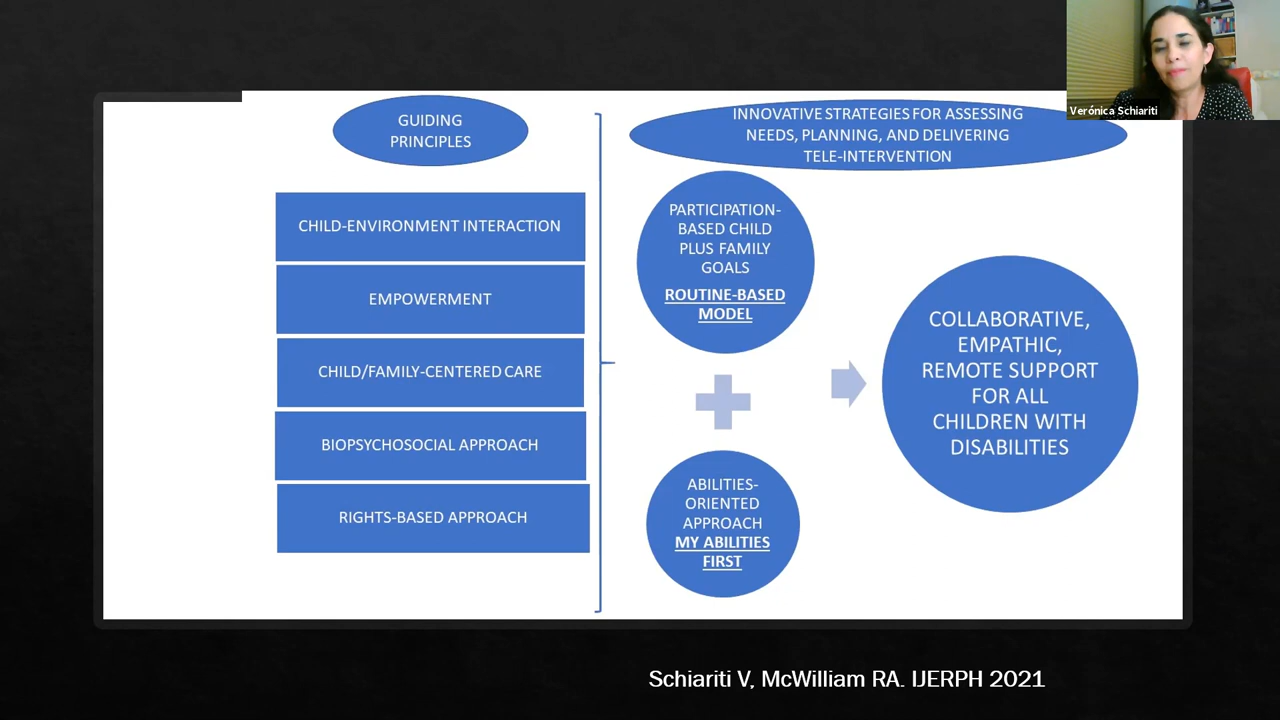 Verónica Schiariti
GUIDING
PRINCIPLES
CHILD-ENVIRONMENT INTERACTION
EMPOWERMENT
CHILD/FAMILY-CENTERED CARE
BIOPSYCHOSOCIAL APPROACH
RIGHTS-BASED APPROACH
INNOVATIVE STRATEGIES FOR ASSESSING
NEEDS, PLANNING, AND DELIVERING
TELE-INTERVENTION
PARTICIPATION-
BASED CHILD
PLUS FAMILY
GOALS
ROUTINE-BASED
MODEL
ABILITIES-
ORIENTED
APPROACH
MY ABILITIES
FIRST
COLLABORATIVE,
EMPATHIC,
REMOTE SUPPORT
FOR ALL
CHILDREN WITH
DISABILITIES
Schiariti V, McWilliam RA. IJERPH 2021